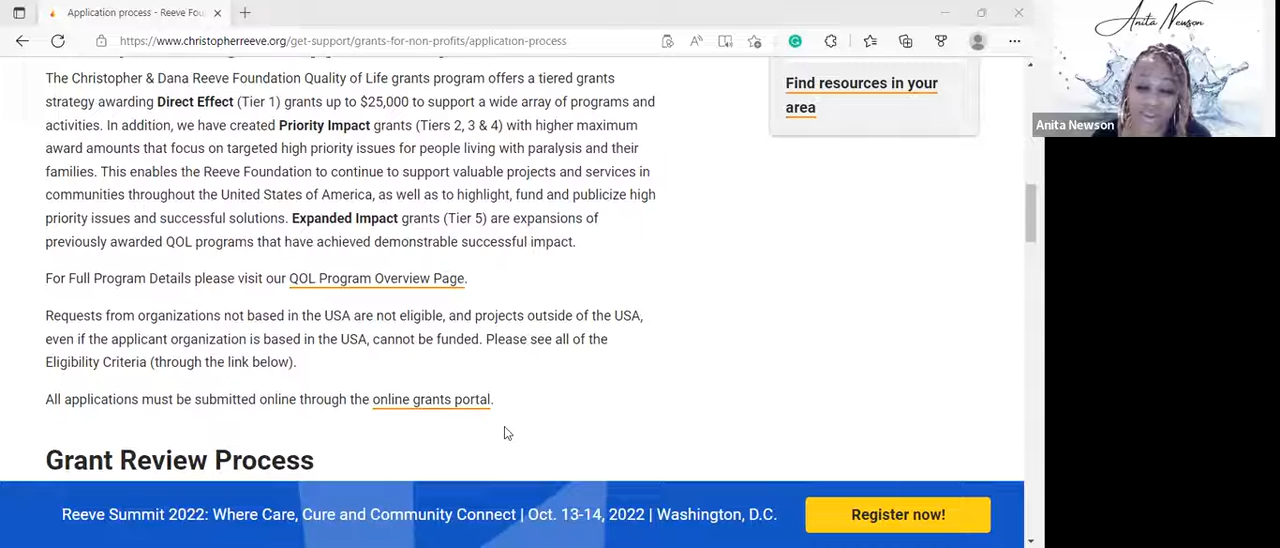 Application process - Reeve Fou
https://www.christopherreeve.org/get-support/grants-for-non-profits/application-process
The Christopher & Dana Reeve Foundation Quality of Life grants program offers a tiered grants
strategy awarding Direct Effect (Tier 1) grants up to $25,000 to support a wide array of programs and
activities. In addition, we have created Priority Impact grants (Tiers 2, 3 & 4) with higher maximum
award amounts that focus on targeted high priority issues for people living with paralysis and their
families. This enables the Reeve Foundation to continue to support valuable projects and services in
communities throughout the United States of America, as well as to highlight, fund and publicize high
priority issues and successful solutions. Expanded Impact grants (Tier 5) are expansions of
previously awarded QOL programs that have achieved demonstrable successful impact.
For Full Program Details please visit our QOL Program Overview Page.
Requests from organizations not based in the USA are not eligible, and projects outside of the USA,
even if the applicant organization is based in the USA, cannot be funded. Please see all of the
Eligibility Criteria (through the link below).
All applications must be submitted online through the online grants portal.
Grant Review Process
Find resources in your
area
Reeve Summit 2022: Where Care, Cure and Community Connect | Oct. 13-14, 2022 | Washington, D.C.
Register now!
Anita Newson
Anita Newson